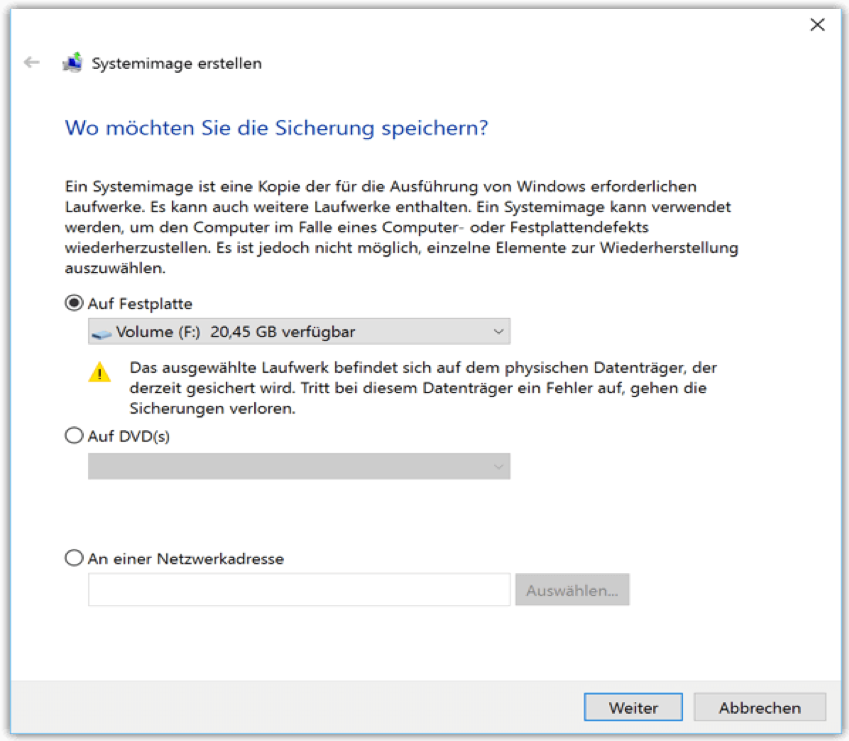 Systemimage erstellen
Wo möchten Sie die Sicherung speichern?
Ein Systemimage ist eine Kopie der für die Ausführung von Windows erforderlichen
Laufwerke. Es kann auch weitere Laufwerke enthalten. Ein Systemimage kann verwendet
werden, um den Computer im Falle eines Computer- oder Festplattendefekts
wiederherzustellen. Es ist jedoch nicht möglich, einzelne Elemente zur Wiederherstellung
auszuwählen.
Auf Festplatte
Volume (F:) 20,45 GB verfügbar
Das ausgewählte Laufwerk befindet sich auf dem physischen Datenträger, der
derzeit gesichert wird. Tritt bei diesem Datenträger ein Fehler auf, gehen die
Sicherungen verloren.
Auf DVD(s)
An einer Netzwerkadresse
Auswählen...
Weiter Abbrechen